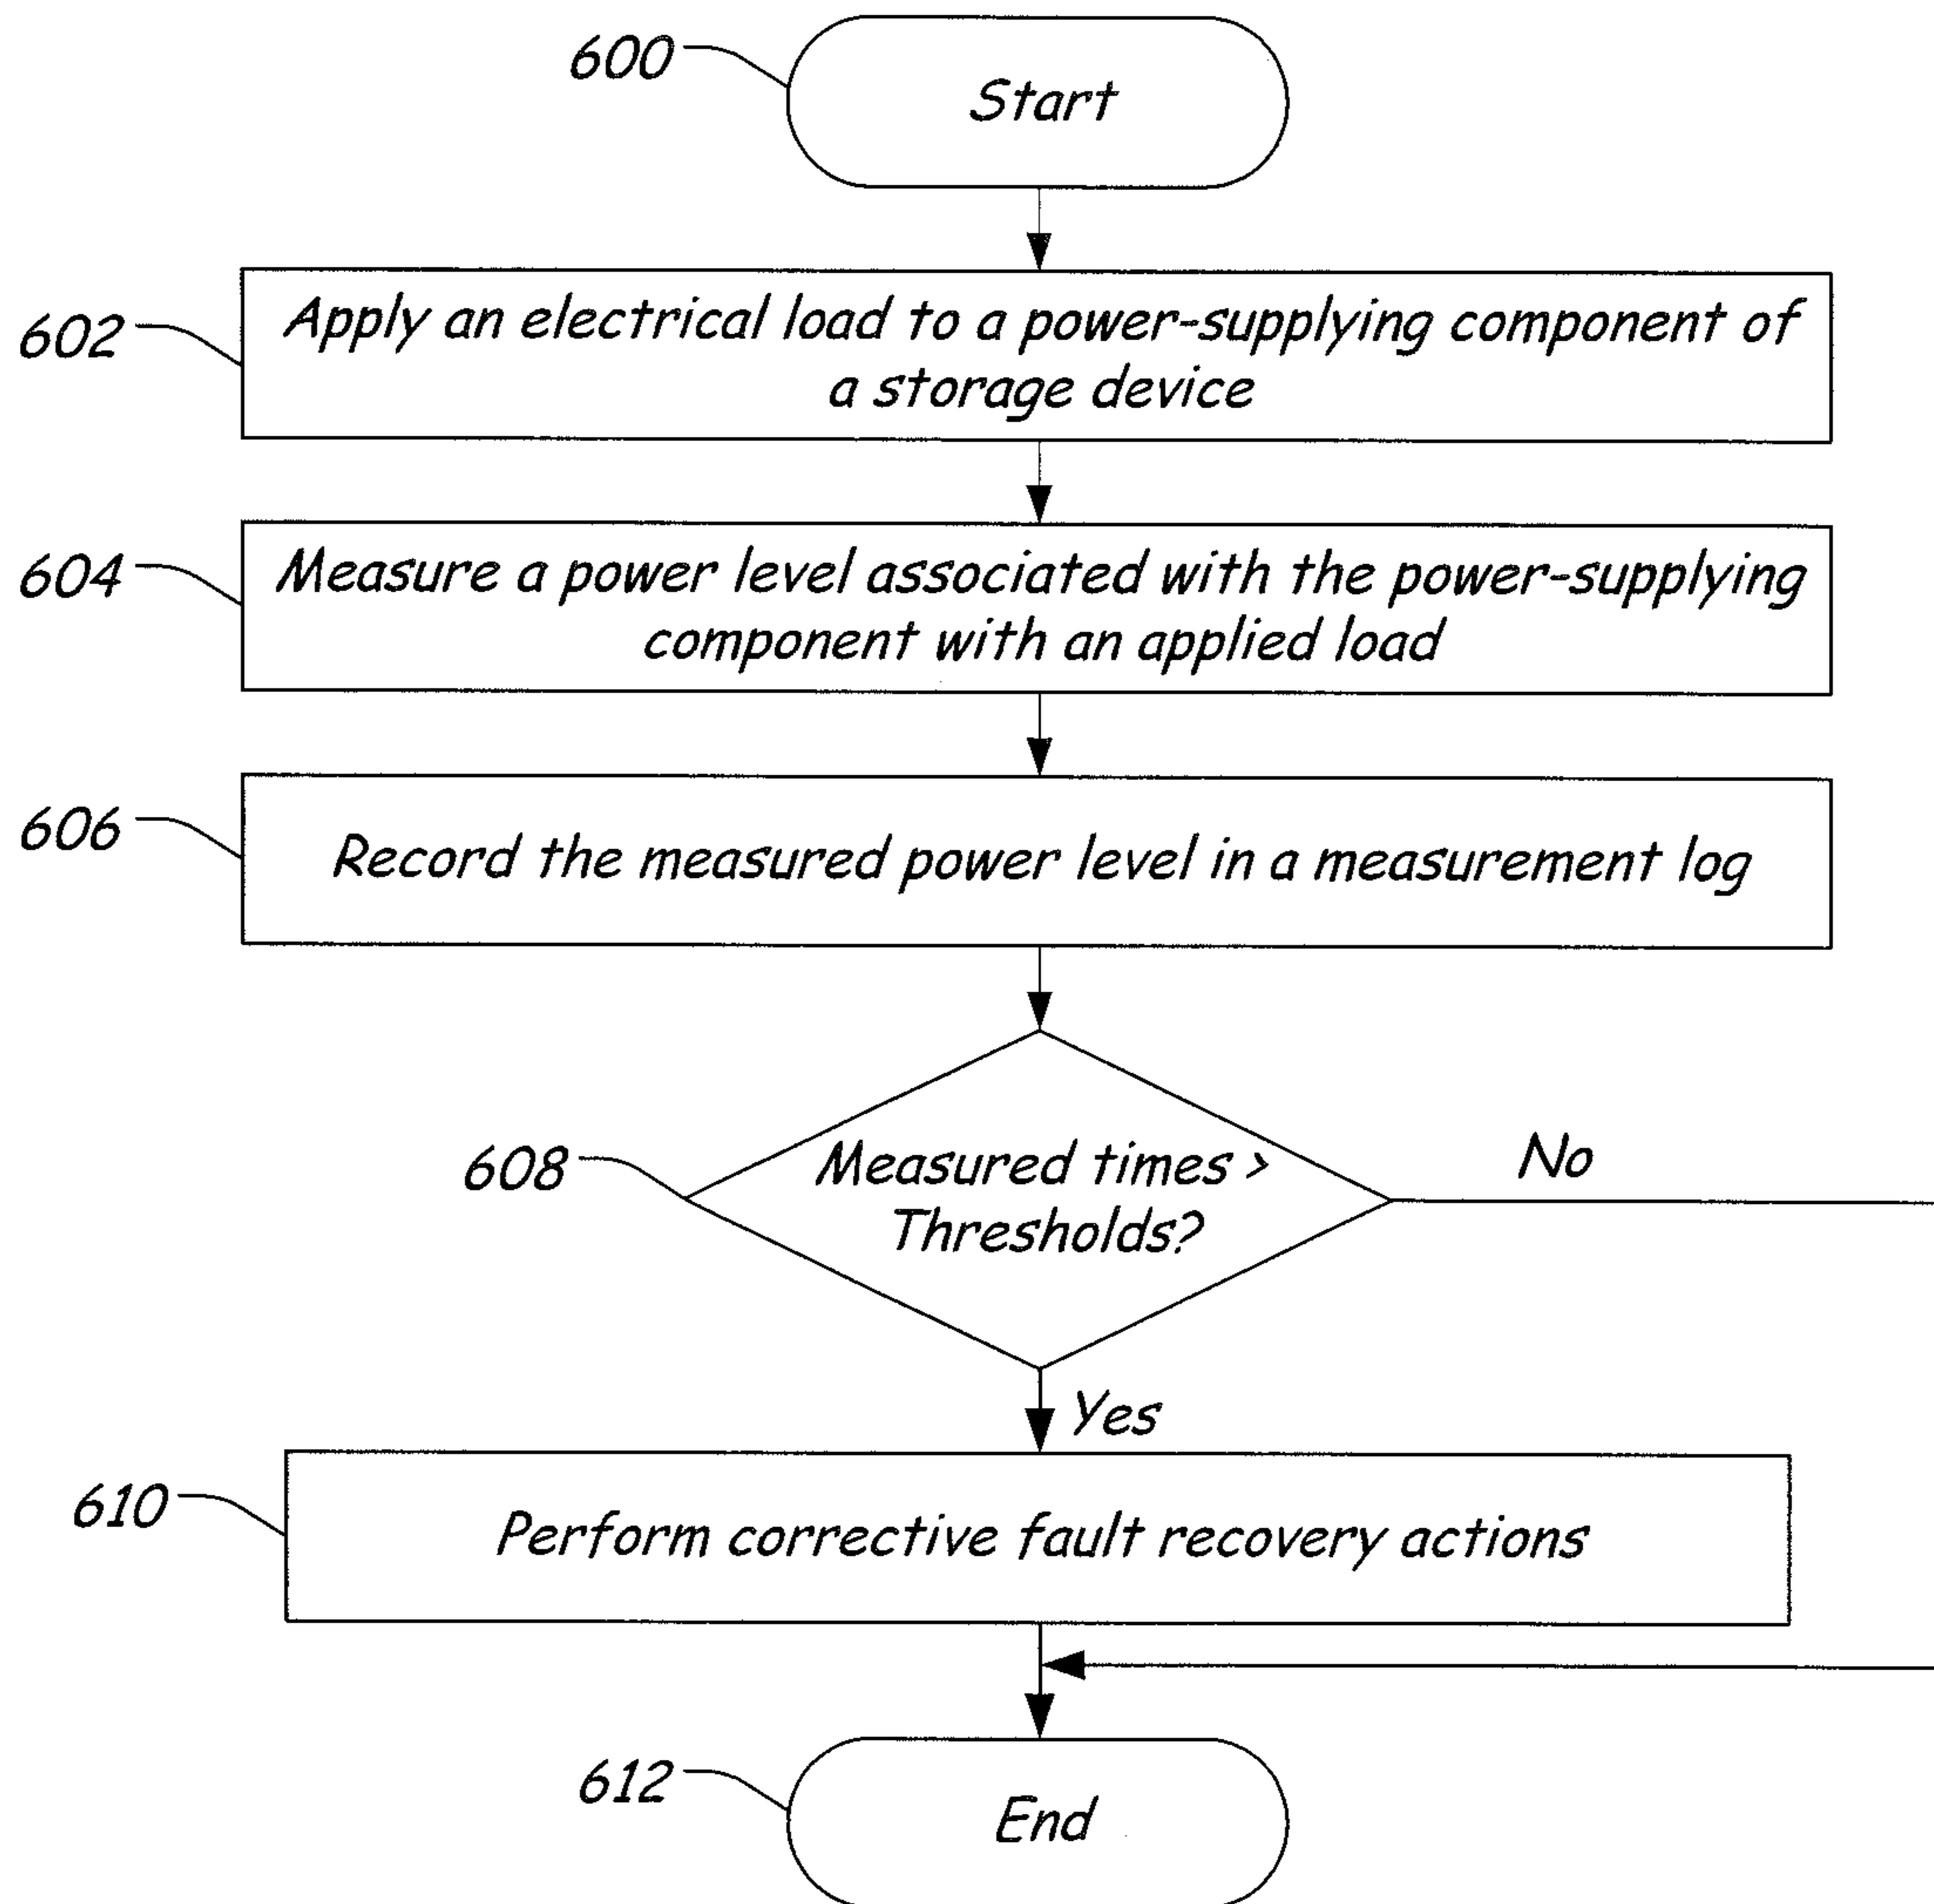 600
Start
602
Apply an electrical load to a power-supplying component of
a storage device
604
Measure a power level associated with the power-supplying
component with an applied load
606
Record the measured power level in a measurement log
608
Measured times >
Thresholds?
No
Yes
610
Perform corrective fault recovery actions
612
End